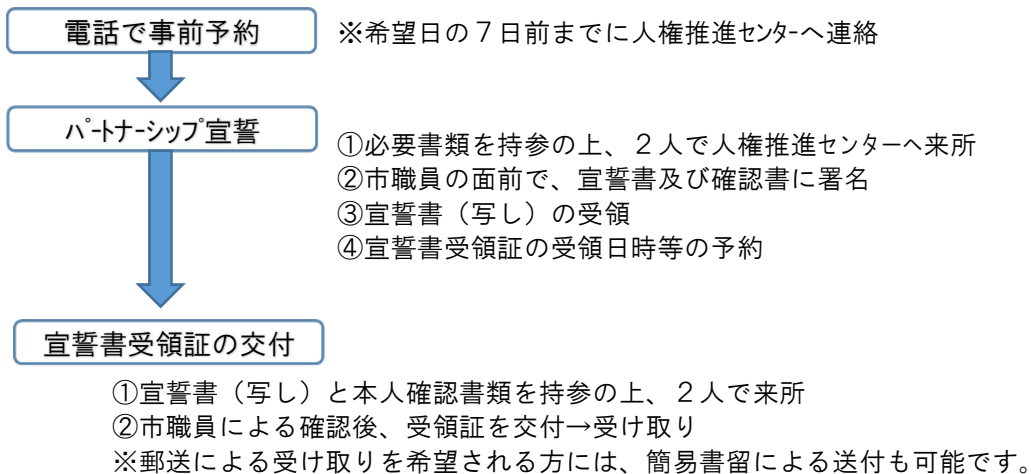 電話で事前予約
※希望日の７日前までに人権推進ｾﾝﾀｰへ連絡
ﾊﾟｰﾄﾅｰｼｯﾌﾟ宣誓
①必要書類を持参の上、２人で人権推進センターへ来所
②市職員の面前で、宣誓書及び確認書に署名
③宣誓書（写し）の受領
④宣誓書受領証の受領日時等の予約
宣誓書受領証の交付
①宣誓書（写し）と本人確認書類を持参の上、２人で来所
②市職員による確認後、受領証を交付→受け取り
※郵送による受け取りを希望される方には、簡易書留による送付も可能です。